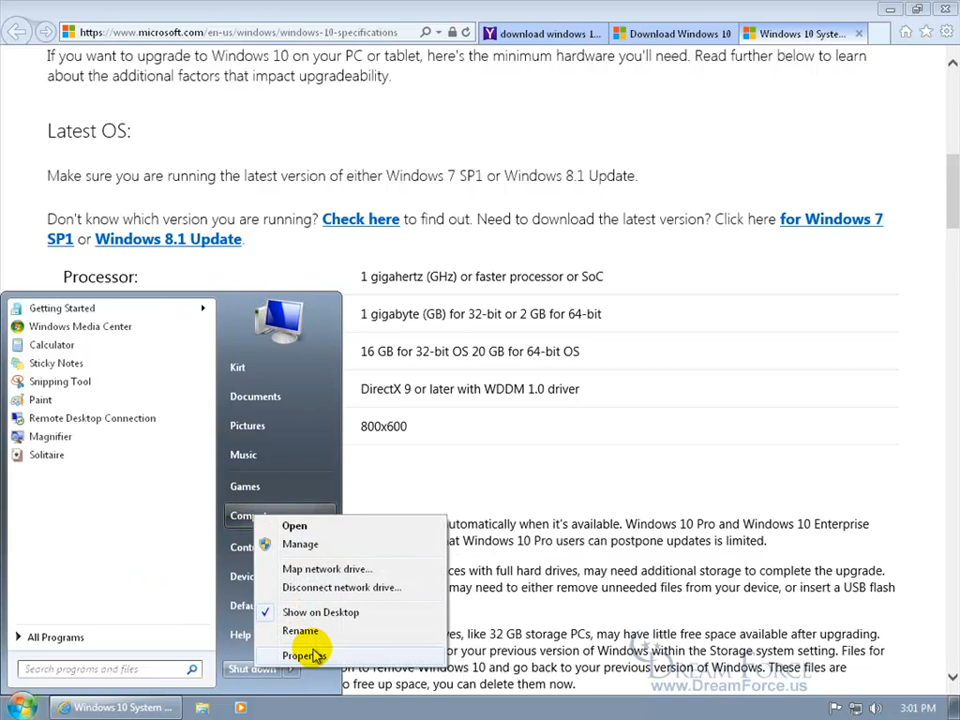 https://www.microsoft.com/en-us/windows/windows-10-specifications
download windows 1...
Download Windows 10
Windows 10 Syste...
If you want to upgrade to Windows 10 on your PC or tablet, here's the minimum hardware you'll need. Read further below to learn
about the additional factors that impact upgradeability.
Latest OS:
Make sure you are running the latest version of either Windows 7 SP1 or Windows 8.1 Update.
Don't know which version you are running? Check here to find out. Need to download the latest version? Click here for Windows 7
SP1 or Windows 8.1 Update.
Processor:
1 gigahertz (GHz) or faster processor or SoC
1 gigabyte (GB) for 32-bit or 2 GB for 64-bit
16 GB for 32-bit OS 20 GB for 64-bit OS
DirectX 9 or later with WDDM 1.0 driver
800x600
automatically when it's available. Windows 10 Pro and Windows 10 Enterprise
at Windows 10 Pro users can postpone updates is limited.
ces with full hard drives, may need additional storage to complete the upgrade.
may need to either remove unneeded files from your device, or insert a USB flash
ves, like 32 GB storage PCs, may have little free space available after upgrading.
or your previous version of Windows in the Storage system setting. Files for
on to remove Windows 10 and go back to your previous version of Windows. These files are
o free up space, you can delete them now.
Getting Started
Windows Media Center
Calculator
Sticky Notes
Snipping Tool
Paint
Remote Desktop Connection
Magnifier
Solitaire
All Programs
Search programs and files
Kirt
Documents
Pictures
Music
Games
Comp
Cont
Devic
Defau
Help
Shut down
Open
Manage
Map network drive...
Disconnect network drive...
Show on Desktop
Rename
Properties
DREAM FORCE
www.DreamForce.us
Windows 10 System ...
3:01 PM